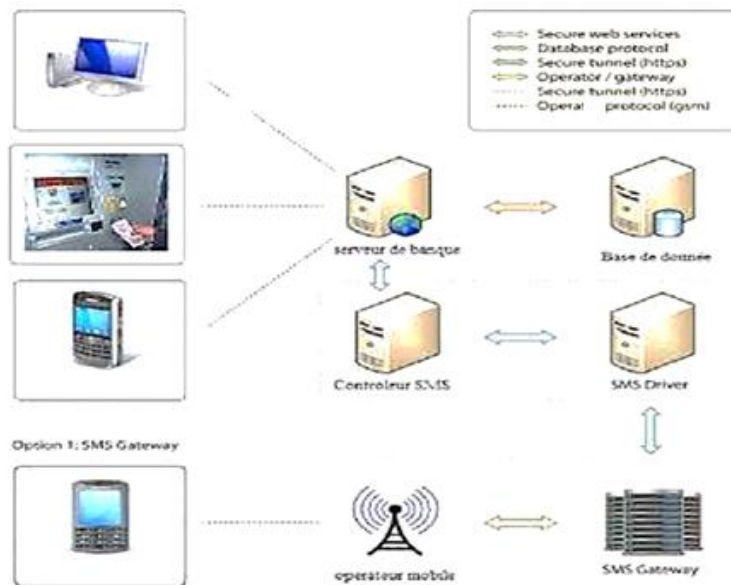 Secure web services
Database protocol
Secure tunnel (https)
Operator / gateway
Secure tunnel (https)
Operat protocol (gsm)
serveur de banque
Base de donnée
Controleur SMS
SMS Driver
Option 1: SMS Gateway
operateur mobile
SMS Gateway